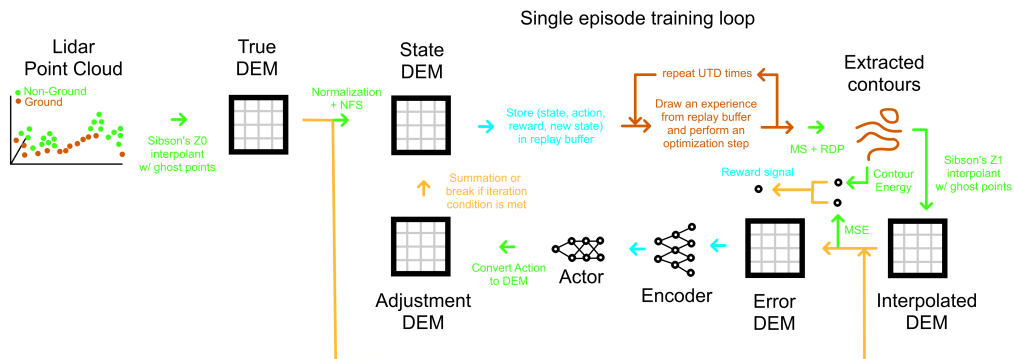 Single episode training loop
Lidar
Point Cloud
Non-Ground
Ground
Sibson's Z0
interpolant
w/ ghost points
True
DEM
Normalization
+ NFS
State
DEM
Store (state, action,
reward, new state)
in replay buffer
repeat UTD times
Draw an experience
from replay buffer
and perform an
optimization step
MS + RDP
Extracted
contours
Sibson's Z1
interpolant
w/ ghost points
Contour
Energy
Reward signal
MSE
Summation or
break if iteration
condition is met
Adjustment
DEM
Convert Action
to DEM
Actor
Encoder
Error
DEM
Interpolated
DEM